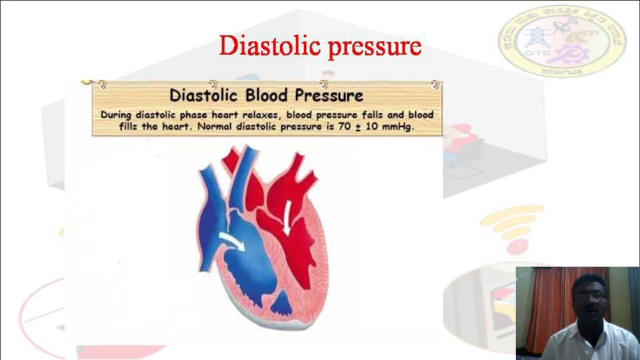 Diastolic pressure
Diastolic Blood Pressure
During diastolic phase heart relaxes, blood pressure falls and blood
fills the heart. Normal diastolic pressure is 70 ± 10 mmHg.
DTE